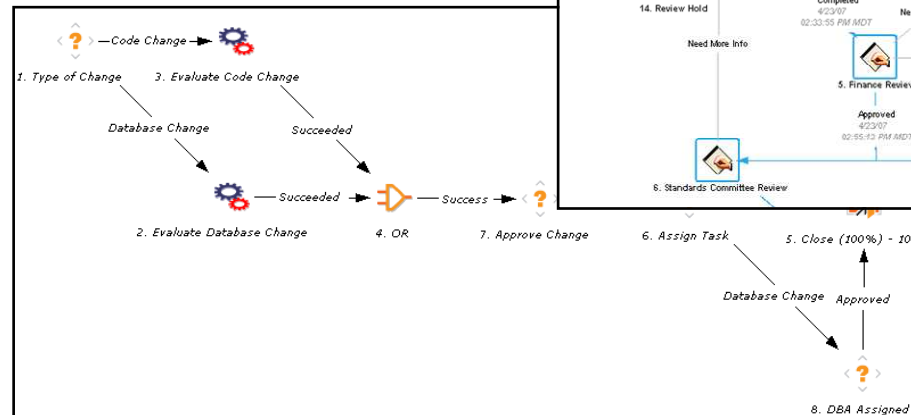 14. Review Hold
Completed
4/23/07
02:33:55 PM MDT
Need More Info
5. Finance Review
Approved
4/23/07
02:55:13 PM MDT
6. Standards Committee Review
Code Change
1. Type of Change
3. Evaluate Code Change
Database Change
Succeeded
Succeeded
Success
2. Evaluate Database Change
4. OR
7. Approve Change
6. Assign Task
5. Close (100%) - 10
Database Change
Approved
8. DBA Assigned